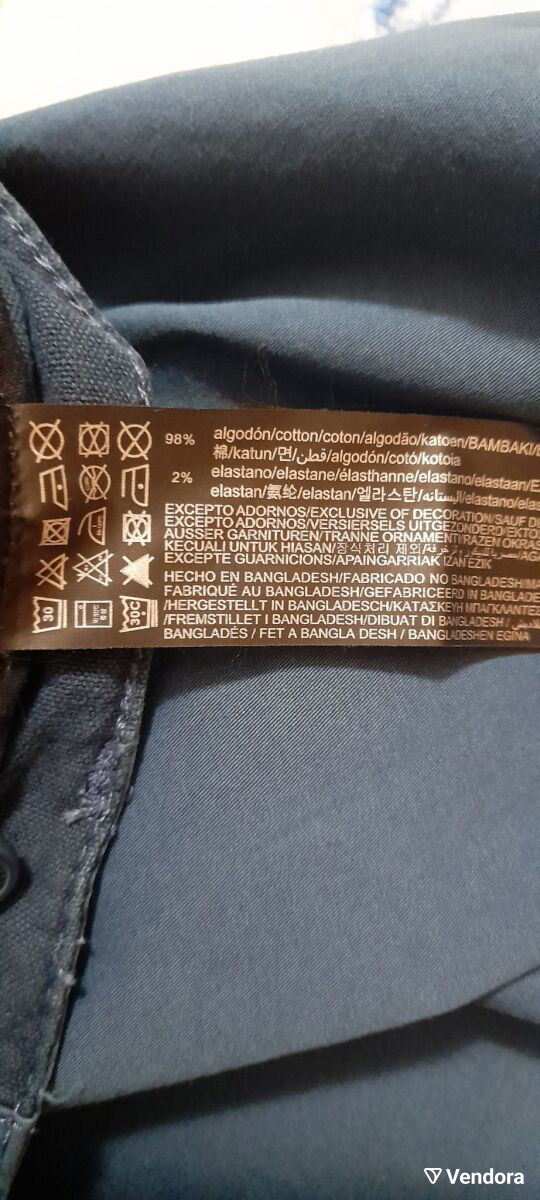 98% algodón/cotton/coton/algodão/katoen/BAMBAKI/
棉/katun/면/قطن/algodón/cotó/kotoia
2% elastano/elastane/élasthanne/elastano/elastaan/
elastan/氨纶/elastan/엘라스탄/إيلاستان/elastano/
EXCEPTO ADORNOS/EXCLUSIVE OF DECORATION/SAUF
EXCEPTO ADORNOS/VERSIERSELS UITGEZONDERD/
AUSSER GARNITUREN/TRANNE ORNAMENTI/RAZEN
KECUALI UNTUK HIASAN/장식처리 제외/
EXCEPTE GUARNICIONS/APAINGARRIAK IZAN EZIK
HECHO EN BANGLADESH/FABRICADO NO BANGLADESH/
FABRIQUÉ AU BANGLADESH/GEFABRICEERD IN BANGLADE
/HERGESTELLT IN BANGLADESCH/ΚΑΤΑΣΚΕΥΗ ΜΠΑΓΚΛΑΝΤΕΣ
/FREMSTILLET I BANGLADESH/DIBUAT DI BANGLADESH /
BANGLADÉS / FET A BANGLA DESH / BANGLADESHEN EGINA
30
30C
Vendora